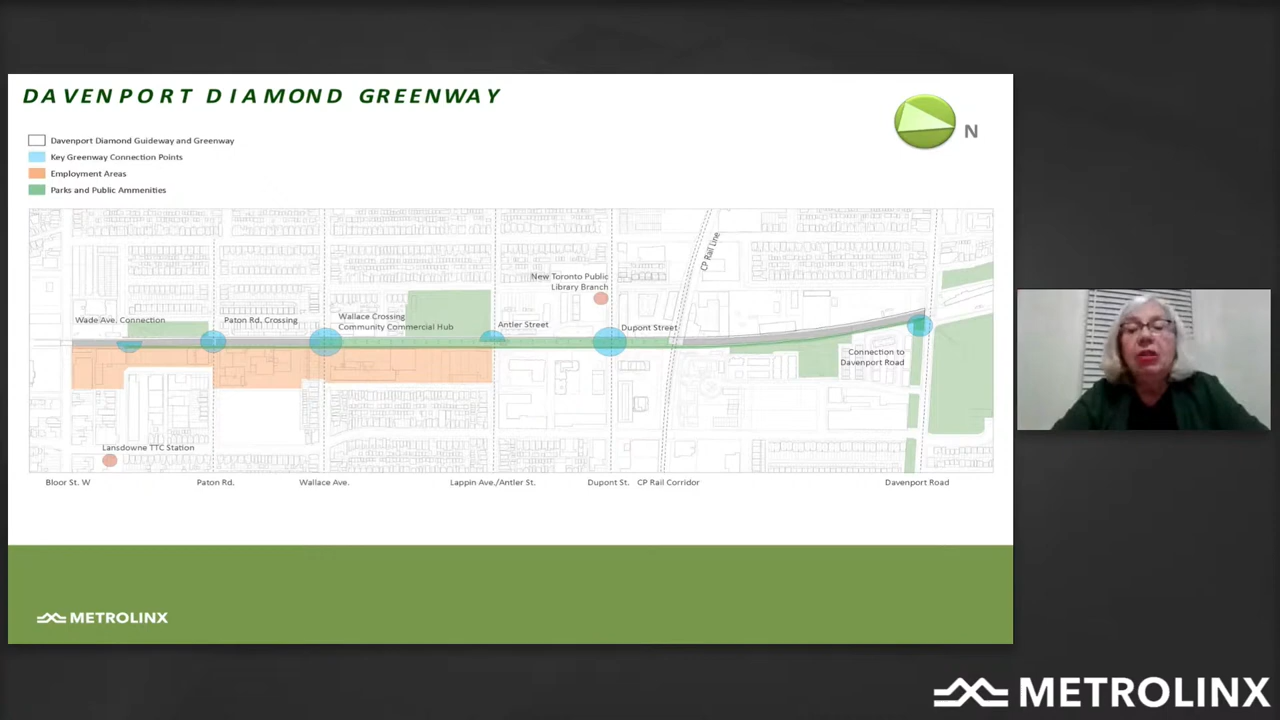 DAVENPORT DIAMOND GREENWAY
N
Davenport Diamond Guideway and Greenway
Key Greenway Connection Points
Employment Areas
Parks and Public Ammenities
CP Rail Line
New Toronto Public
Library Branch
Wade Ave. Connection
Paton Rd. Crossing
Wallace Crossing
Community Commercial Hub
Antler Street
Dupont Street
Connection to
Davenport Road
Lansdowne TTC Station
Bloor St. W
Paton Rd.
Wallace Ave.
Lappin Ave./Antler St.
Dupont St.
CP Rail Corridor
Davenport Road
METROLINX
METROLINX